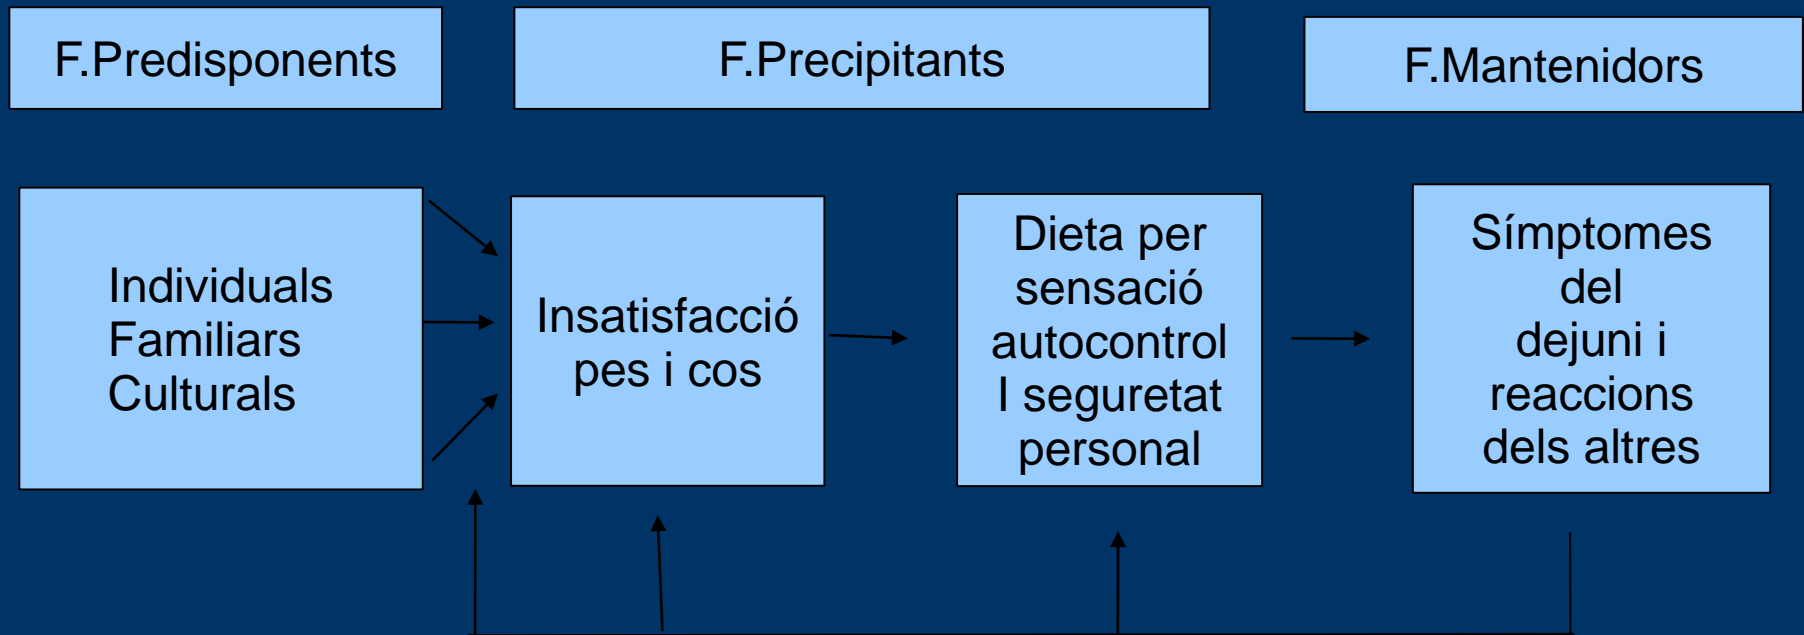 F.Predisponents
F.Precipitants
F.Mantenidors
Individuals
Familiars
Culturals
Insatisfacció
pes i cos
Dieta per
sensació
autocontrol
I seguretat
personal
Símptomes
del
dejuni i
reaccions
dels altres